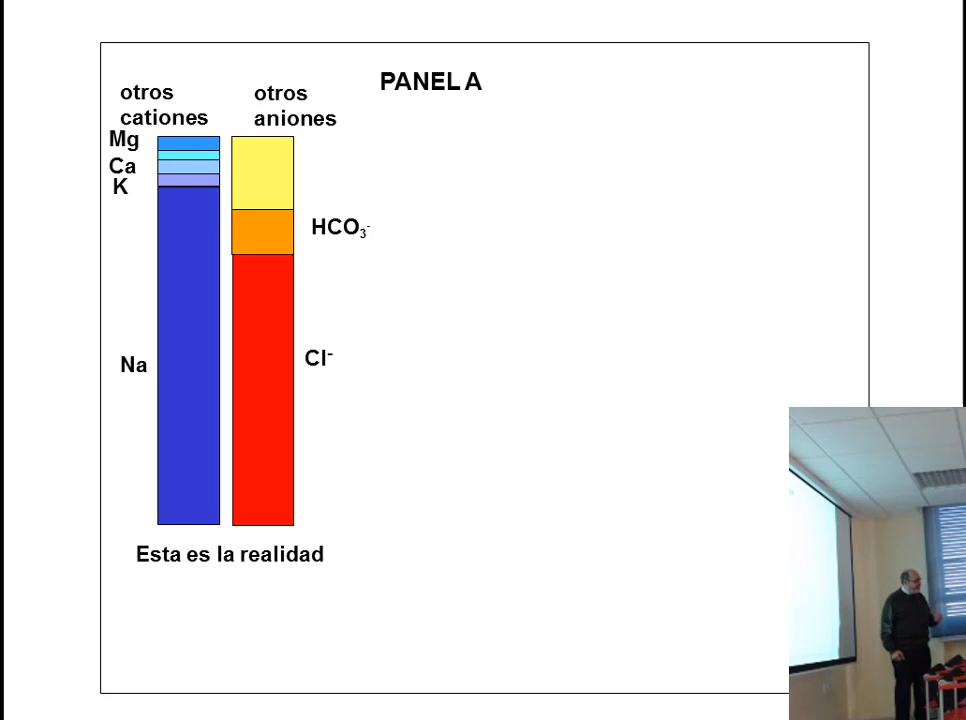 PANEL A
otros
cationes
otros
aniones
Mg
Ca
K
HCO₃⁻
Na
Cl⁻
Esta es la realidad